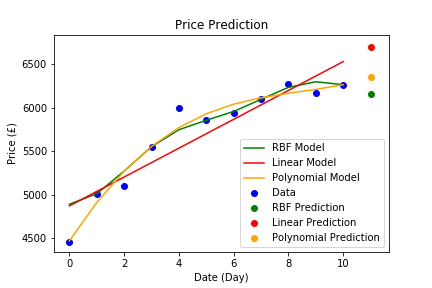 Price Prediction
Price (£)
6500
6000
5500
5000
4500
0
2
4
6
8
10
Date (Day)
RBF Model
Linear Model
Polynomial Model
Data
RBF Prediction
Linear Prediction
Polynomial Prediction